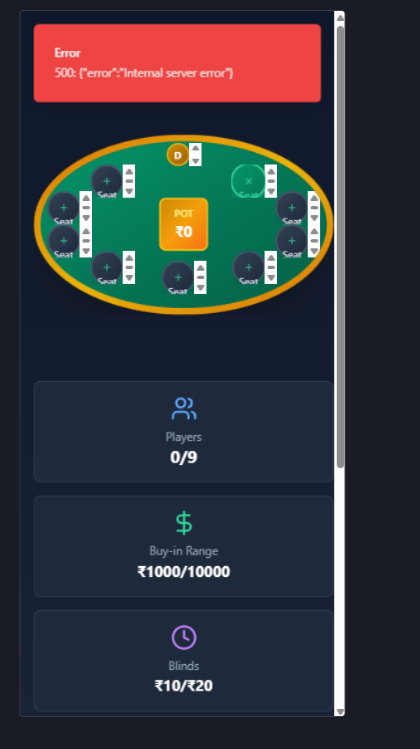 Error
500: {"error":"Internal server error"}
D
+
Seat
×
Seat
+
Seat
+
Seat
POT
₹0
+
Seat
+
Seat
+
Seat
+
Seat
+
Seat
Players
0/9
Buy-in Range
₹1000/10000
Blinds
₹10/₹20